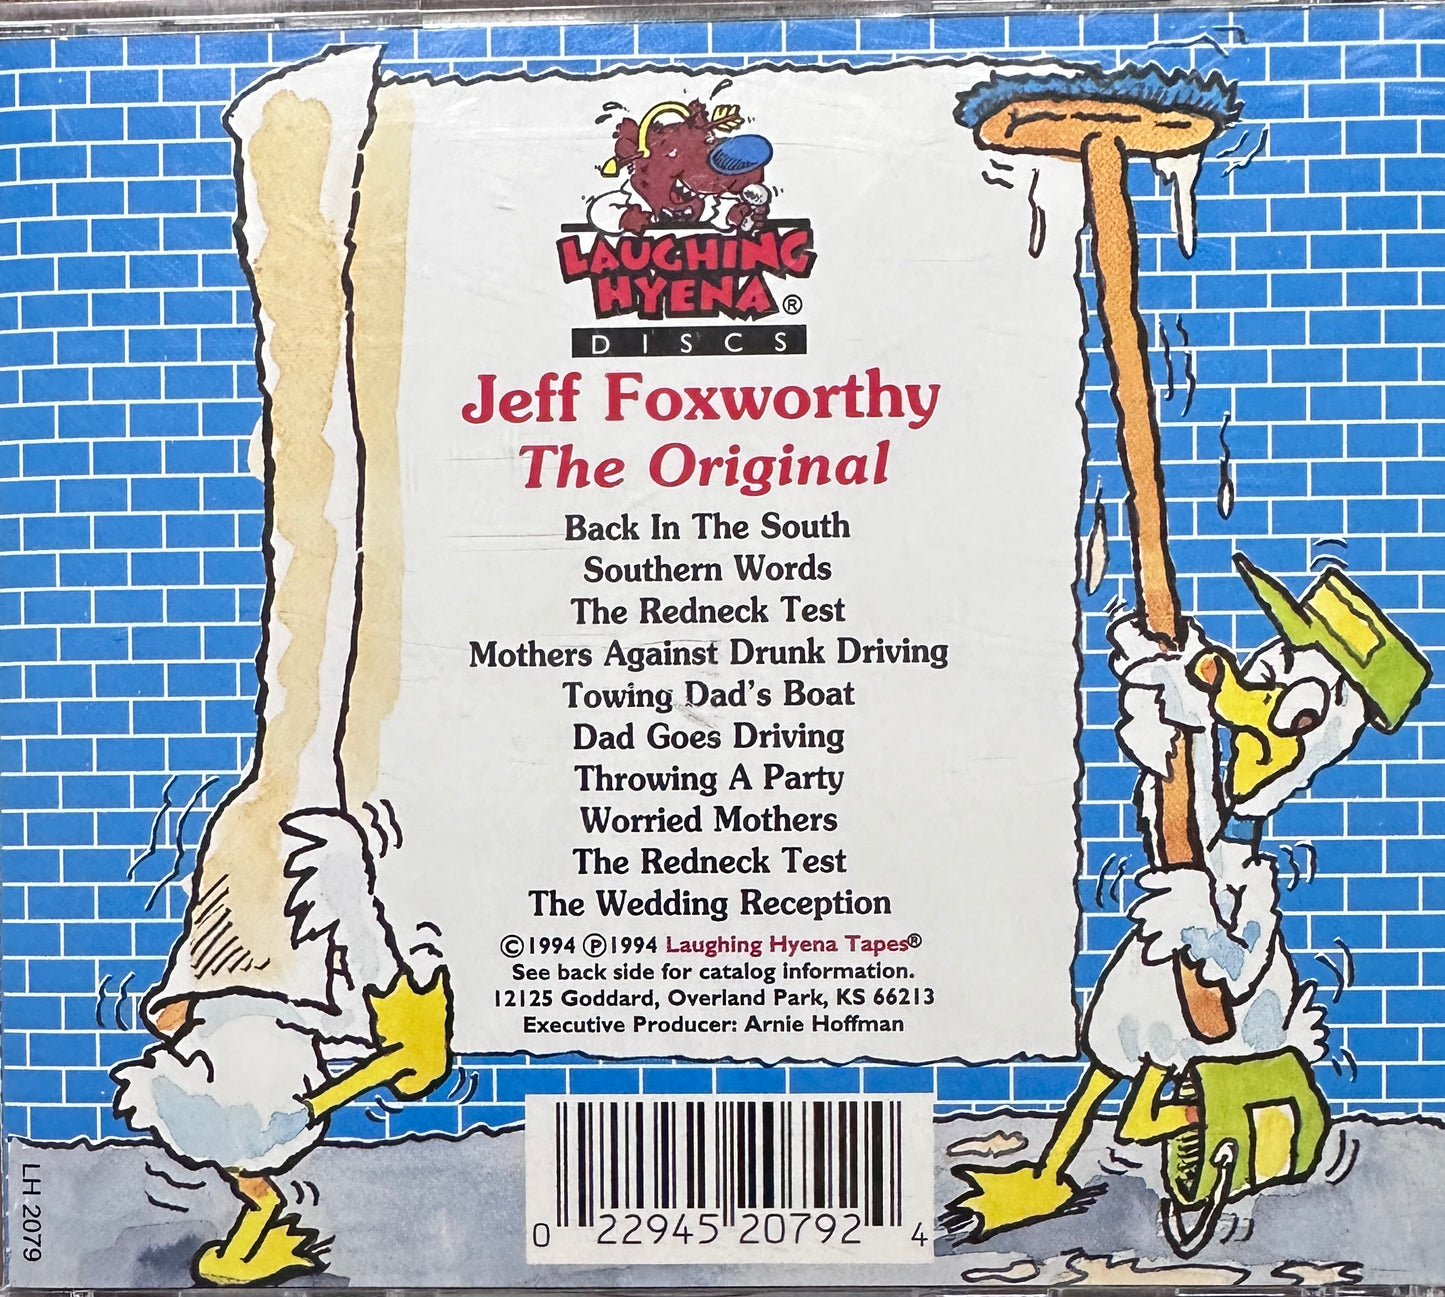 LAUGHING
HYENA®
DISCS
Jeff Foxworthy
The Original
Back In The South
Southern Words
The Redneck Test
Mothers Against Drunk Driving
Towing Dad's Boat
Dad Goes Driving
Throwing A Party
Worried Mothers
The Redneck Test
The Wedding Reception
©1994 ℗1994 Laughing Hyena Tapes®
See back side for catalog information.
12125 Goddard, Overland Park, KS 66213
Executive Producer: Arnie Hoffman
0 22945 20792 4
LH 2079